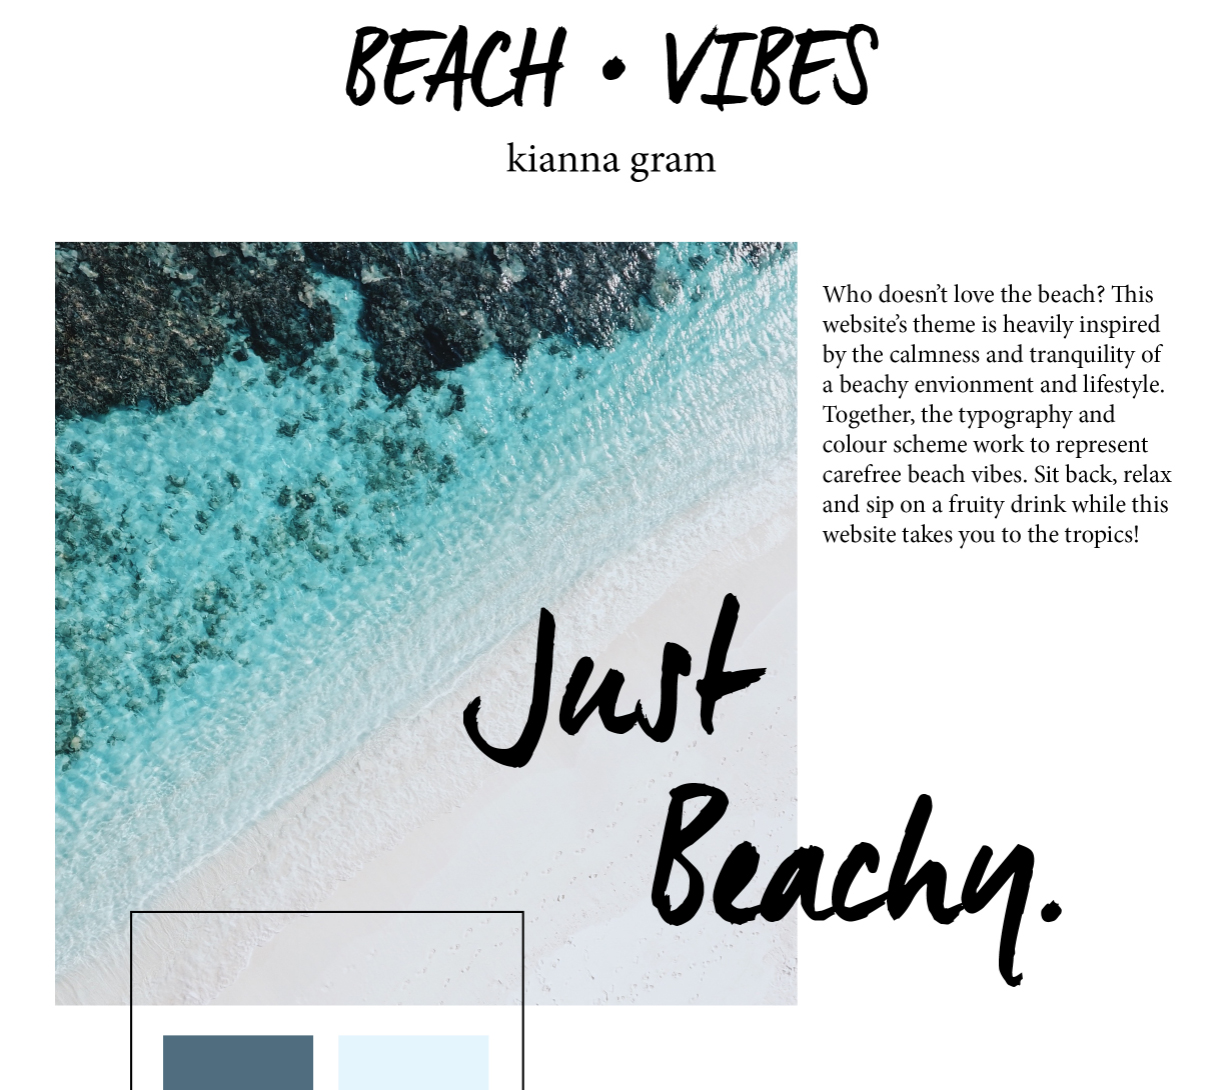 BEACH • VIBES
kianna gram
Who doesn't love the beach? This
website's theme is heavily inspired
by the calmness and tranquility of
a beachy envionment and lifestyle.
Together, the typography and
colour scheme work to represent
carefree beach vibes. Sit back, relax
and sip on a fruity drink while this
website takes you to the tropics!
Just
Beachy.